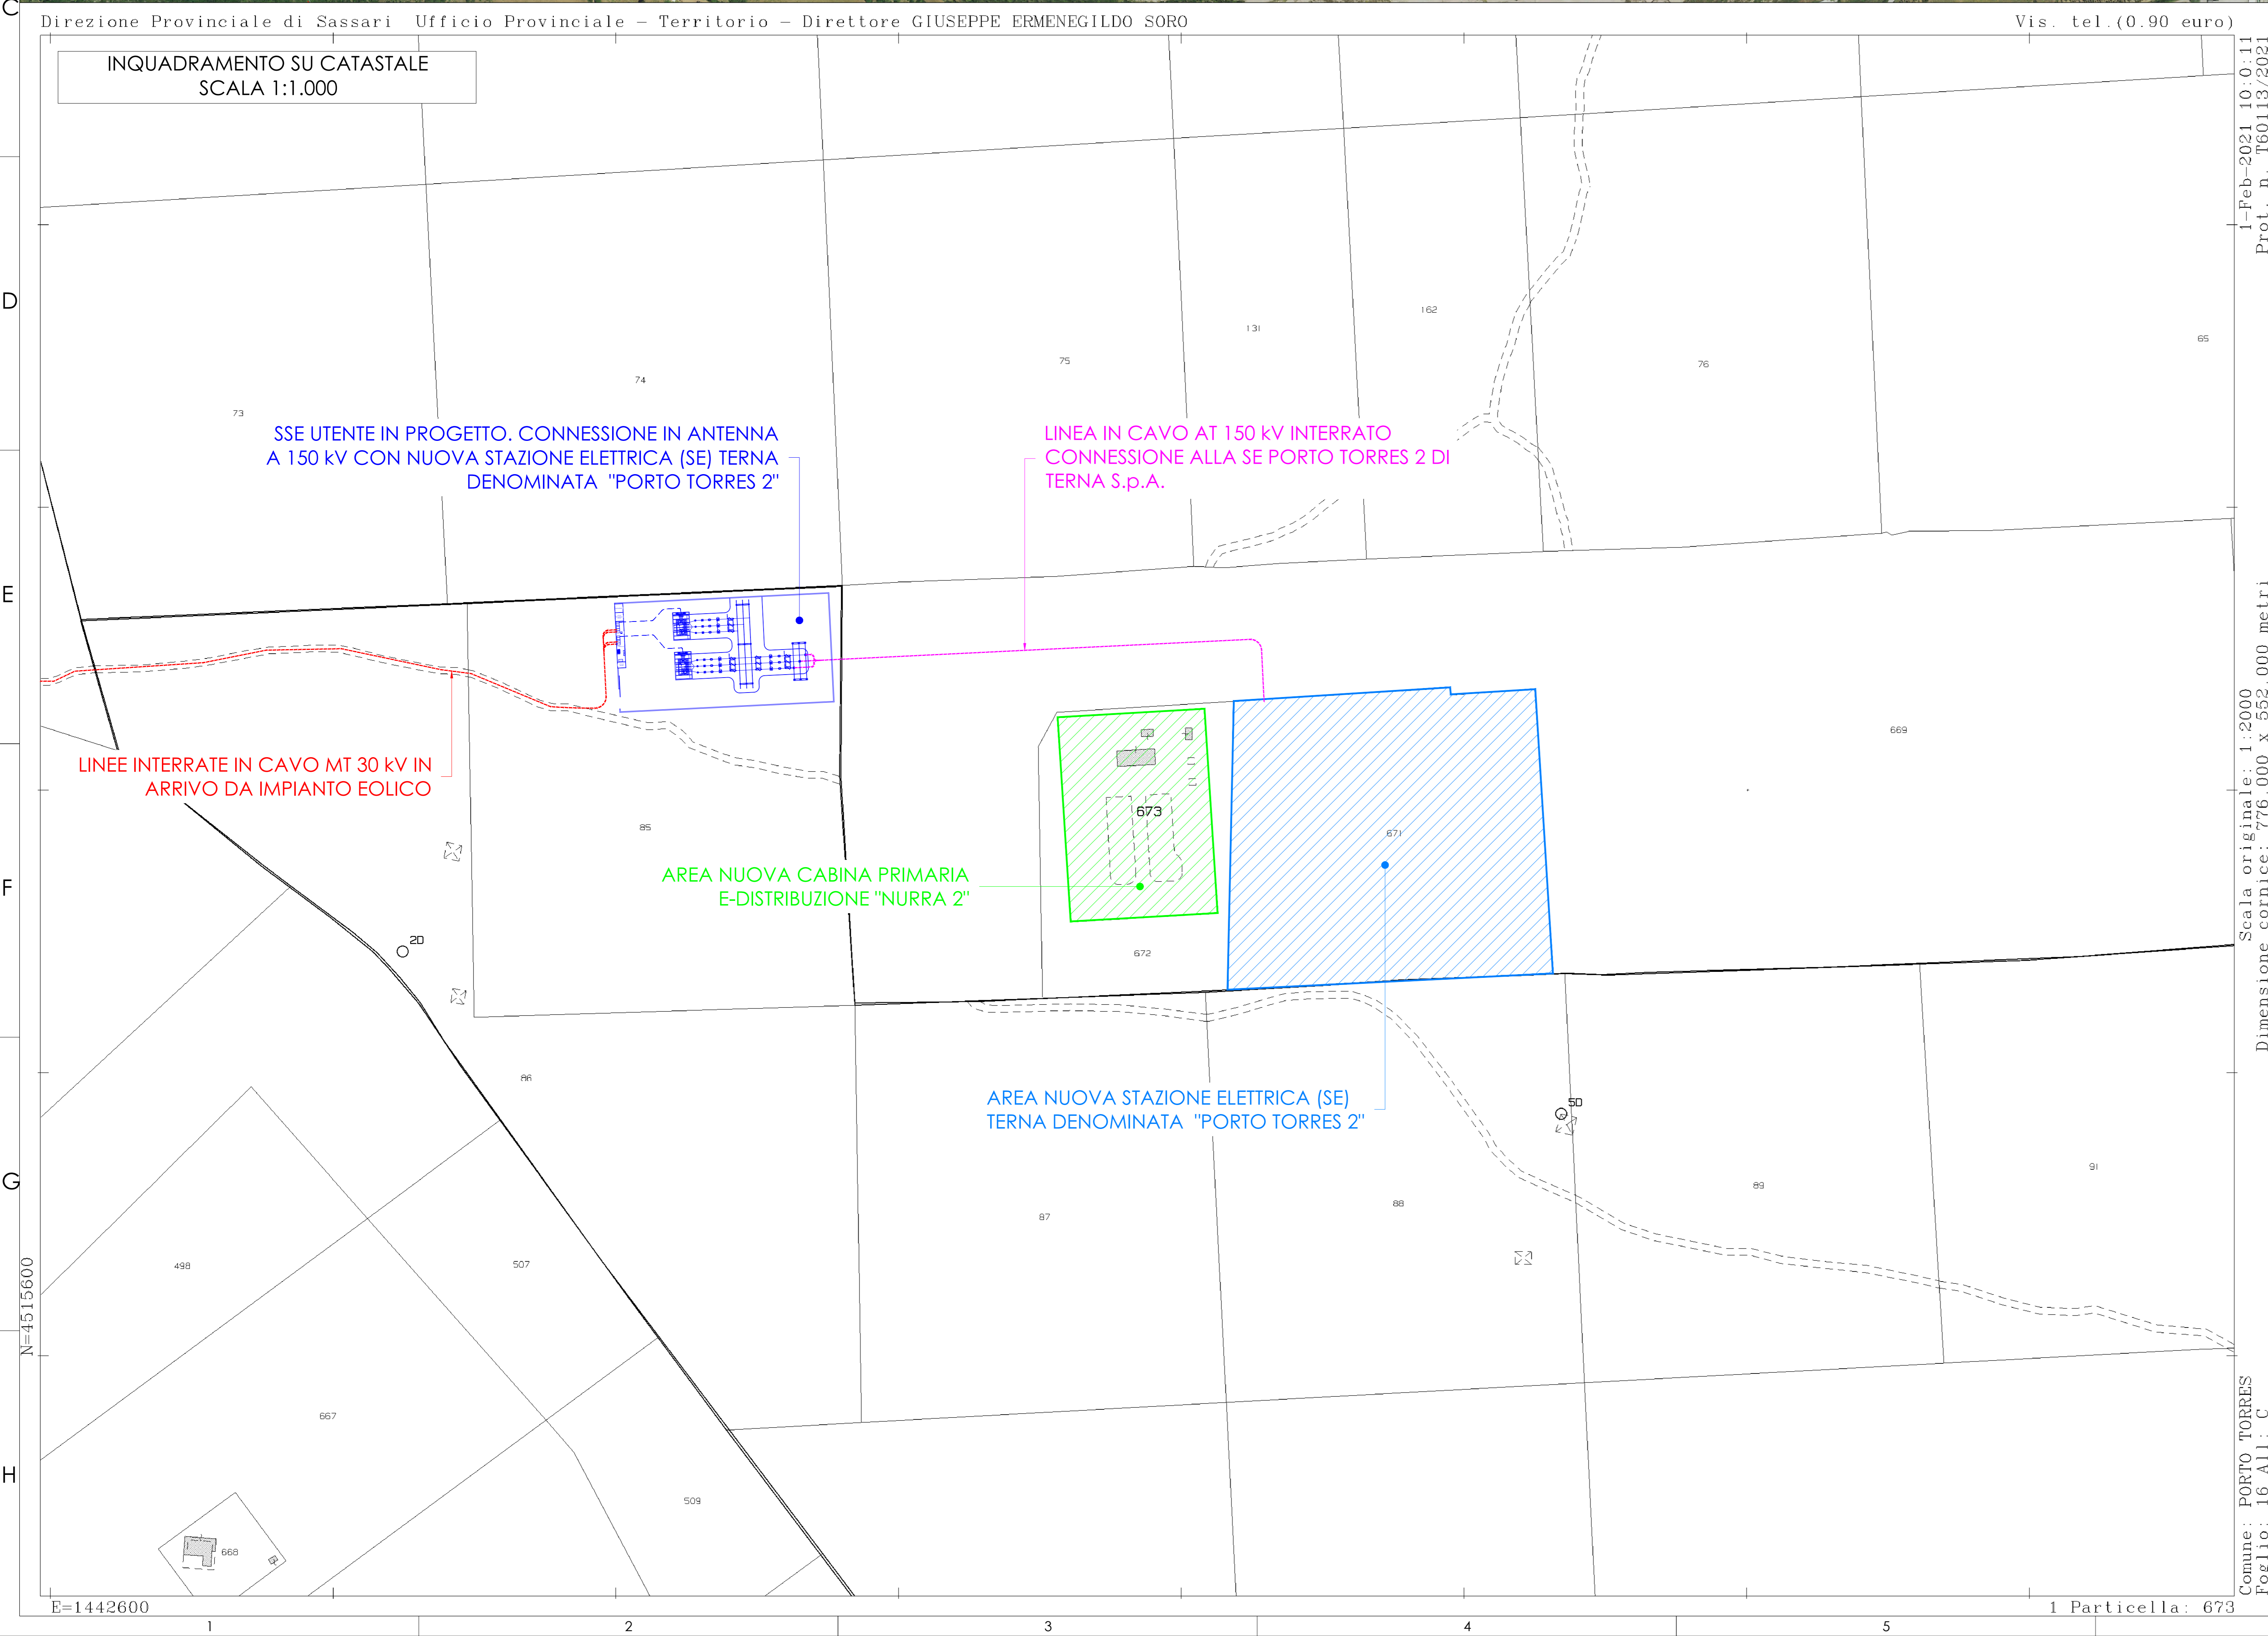 C
Direzione Provinciale di Sassari Ufficio Provinciale - Territorio - Direttore GIUSEPPE ERMENEGILDO SORO
Vis. tel.(0.90 euro)
INQUADRAMENTO SU CATASTALE
SCALA 1:1.000
1-Feb-2021 10:0:11
Prot. n. T60113/2021
D
162
131
65
75
76
74
73
SSE UTENTE IN PROGETTO. CONNESSIONE IN ANTENNA
A 150 kV CON NUOVA STAZIONE ELETTRICA (SE) TERNA
DENOMINATA "PORTO TORRES 2"
LINEA IN CAVO AT 150 kV INTERRATO
CONNESSIONE ALLA SE PORTO TORRES 2 DI
TERNA S.p.A.
E
669
LINEE INTERRATE IN CAVO MT 30 kV IN
ARRIVO DA IMPIANTO EOLICO
673
85
671
Scala originale: 1:2000
Dimensione cornice: 776.000 x 552.000 metri
AREA NUOVA CABINA PRIMARIA
E-DISTRIBUZIONE "NURRA 2"
F
2D
672
86
AREA NUOVA STAZIONE ELETTRICA (SE)
TERNA DENOMINATA "PORTO TORRES 2"
5D
91
G
89
88
87
498
507
N=4515600
667
H
509
668
Comune: PORTO TORRES
Foglio: 16 All: C
E=1442600
1 Particella: 673
1
2
3
4
5